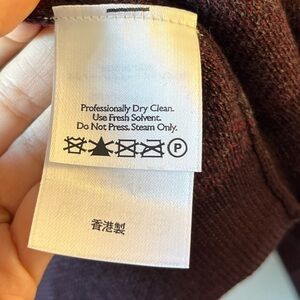 Professionally Dry Clean.
Use Fresh Solvent.
Do Not Press. Steam Only.
P
香港製